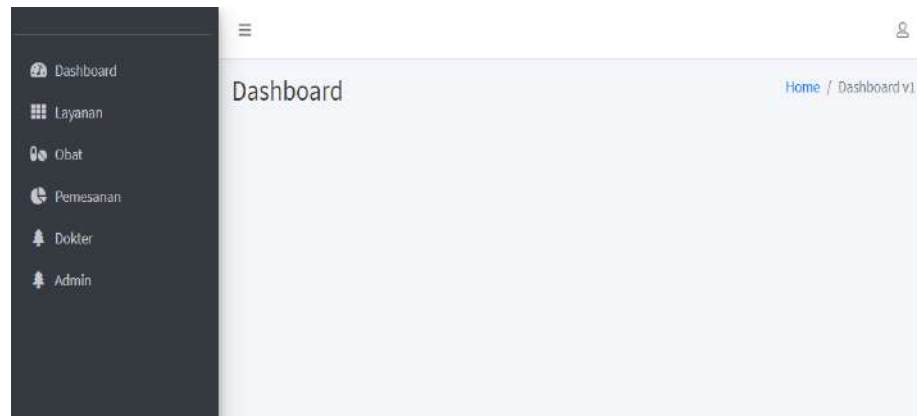 Dashboard
Layanan
Obat
Pemesanan
Dokter
Admin
Dashboard
Home / Dashboard v1